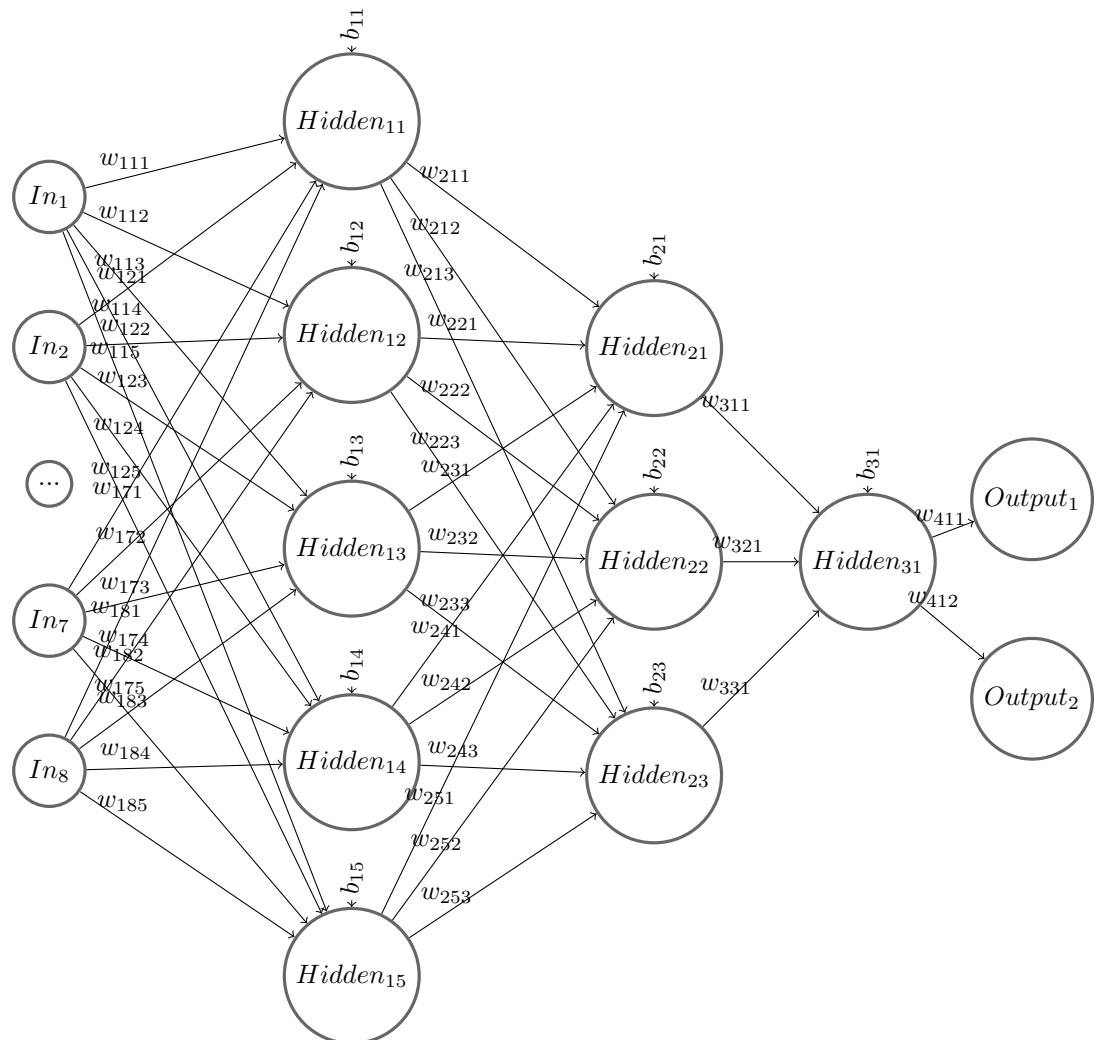 b₁₁
Hidden₁₁
w₁₁₁
w₂₁₁
In₁
w₁₁₂
w₂₁₂
b₁₂
b₂₁
w₁₁₃
w₁₂₁
w₂₁₃
w₁₁₄
w₁₂₂
w₂₂₁
Hidden₁₂
In₂
w₁₁₅
Hidden₂₁
w₁₂₃
w₂₂₂
w₃₁₁
w₁₂₄
w₂₂₃
b₁₃
w₁₂₅
w₂₃₁
b₂₂
b₃₁
...
w₁₇₁
Output₁
w₄₁₁
w₁₇₂
w₂₃₂
w₃₂₁
Hidden₁₃
Hidden₂₂
Hidden₃₁
w₁₇₃
w₂₃₃
w₄₁₂
w₁₈₁
In₇
w₁₇₄
w₂₄₁
w₁₈₂
b₁₄
b₂₃
w₁₇₅
w₂₄₂
w₃₃₁
w₁₈₃
Output₂
w₁₈₄
w₂₄₃
Hidden₁₄
In₈
Hidden₂₃
w₁₈₅
w₂₅₁
w₂₅₂
b₁₅
w₂₅₃
Hidden₁₅